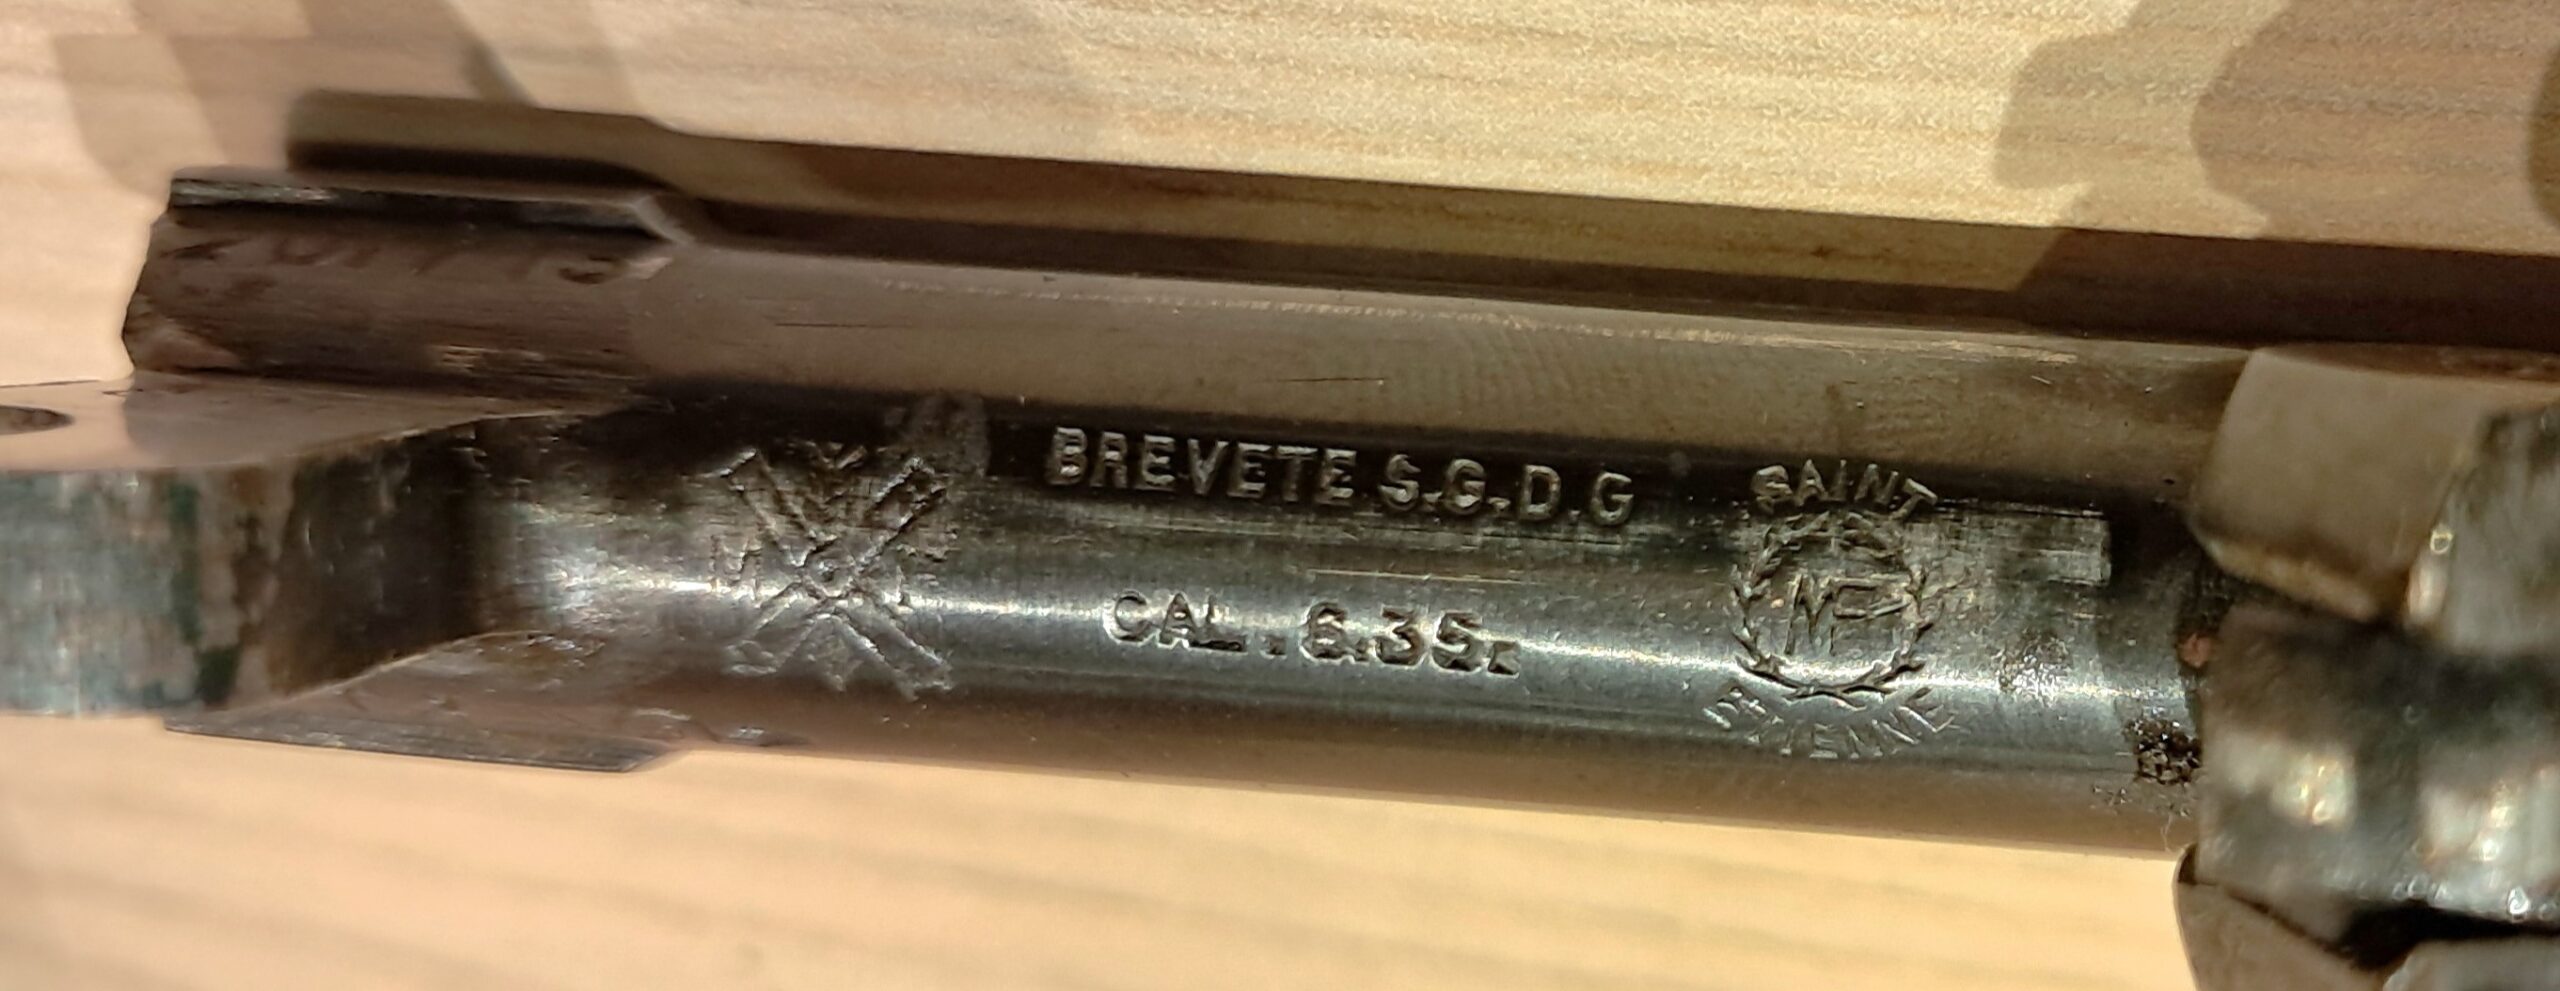 BREVETE S.G.D.G
CAL. 6.35.
SAINT
MF
ETIENNE